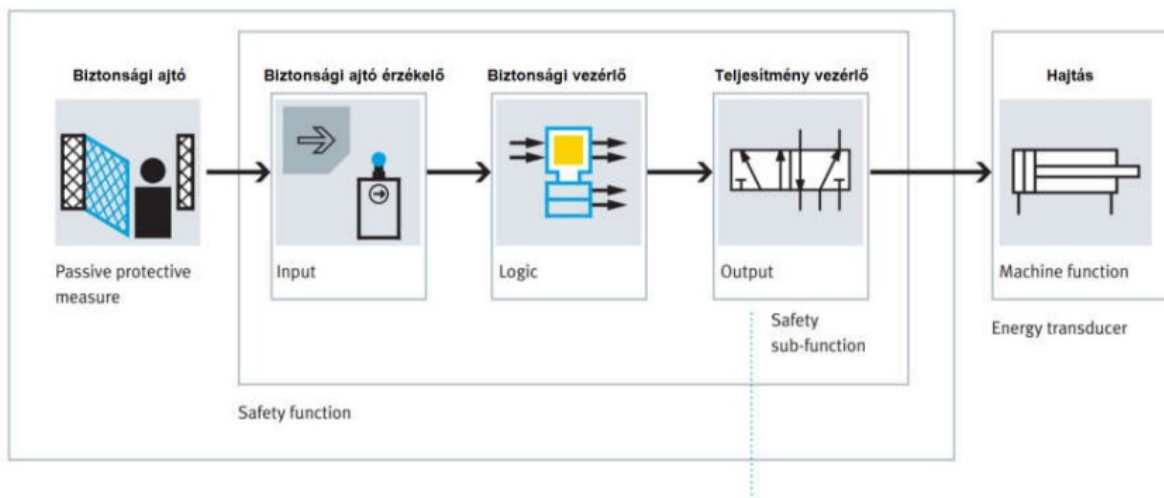 Biztonsági ajtó
Passive protective
measure
Biztonsági ajtó érzékelő
Input
Biztonsági vezérlő
Logic
Teljesítmény vezérlő
Output
Safety
sub-function
Safety function
Hajtás
Machine function
Energy transducer